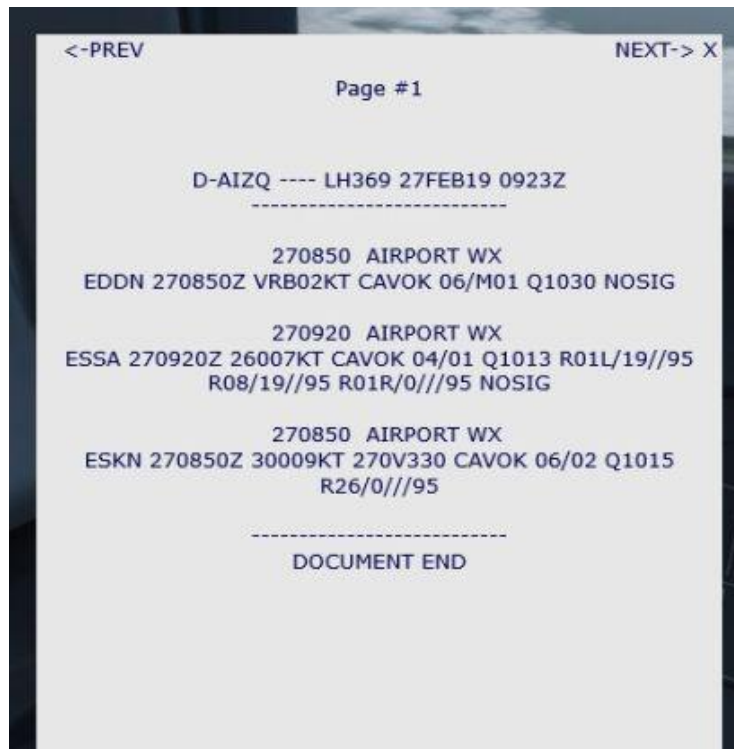 <-PREV NEXT-> X
Page #1
D-AIZQ ---- LH369 27FEB19 0923Z
---------------------------
270850 AIRPORT WX
EDDN 270850Z VRB02KT CAVOK 06/M01 Q1030 NOSIG
270920 AIRPORT WX
ESSA 270920Z 26007KT CAVOK 04/01 Q1013 R01L/19//95
R08/19//95 R01R/0///95 NOSIG
270850 AIRPORT WX
ESKN 270850Z 30009KT 270V330 CAVOK 06/02 Q1015
R26/0///95
---------------------------
DOCUMENT END